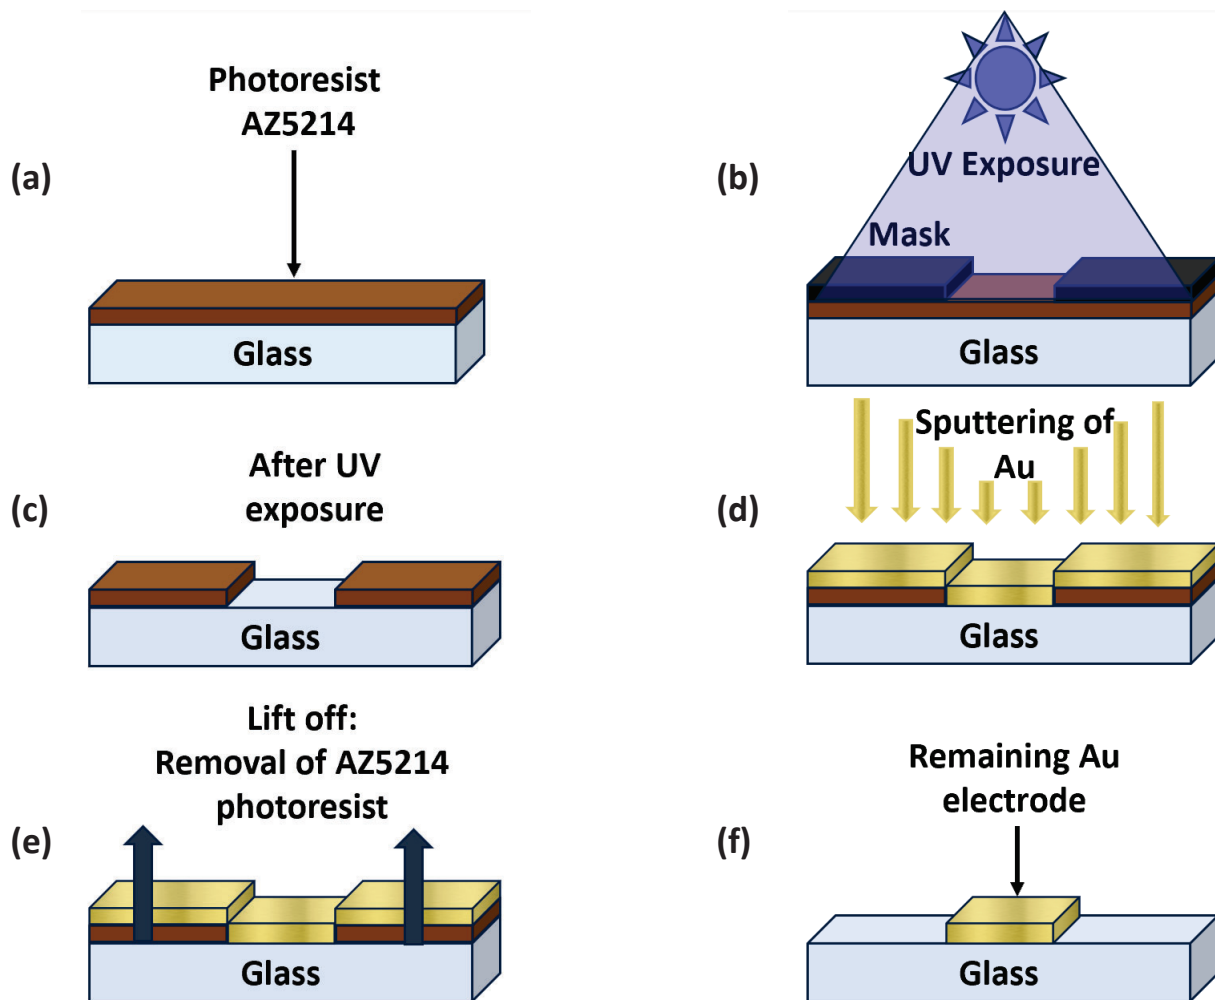 (a)
Photoresist
AZ5214
Glass
(b)
UV Exposure
Mask
Glass
(c)
After UV
exposure
Glass
(d)
Sputtering of
Au
Glass
(e)
Lift off:
Removal of AZ5214
photoresist
Glass
(f)
Remaining Au
electrode
Glass